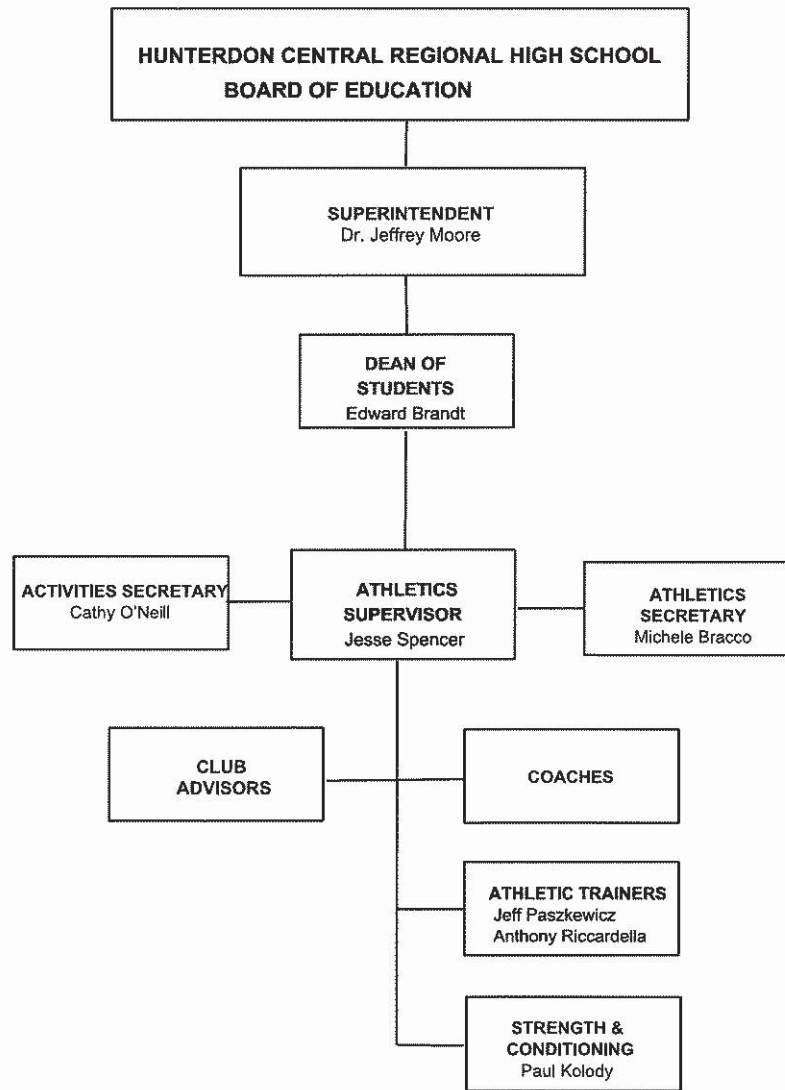 HUNTERDON CENTRAL REGIONAL HIGH SCHOOL
BOARD OF EDUCATION
SUPERINTENDENT
Dr. Jeffrey Moore
DEAN OF
STUDENTS
Edward Brandt
ACTIVITIES SECRETARY
Cathy O'Neill
ATHLETICS
SUPERVISOR
Jesse Spencer
ATHLETICS
SECRETARY
Michele Bracco
CLUB
ADVISORS
COACHES
ATHLETIC TRAINERS
Jeff Paszkewicz
Anthony Riccardella
STRENGTH &
CONDITIONING
Paul Kolody